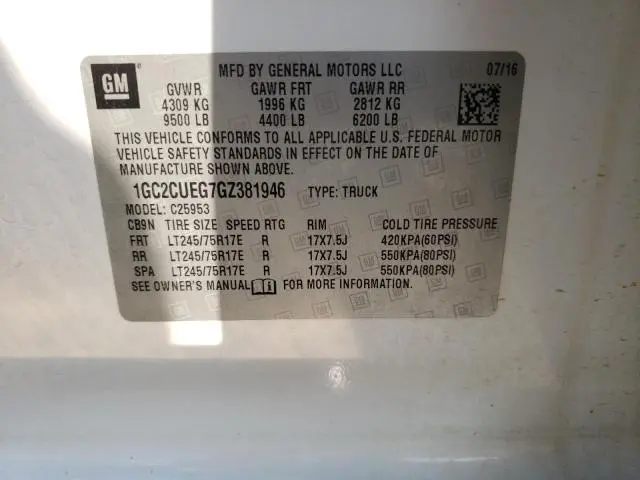 GM MFD BY GENERAL MOTORS LLC 07/16
GVWR GAWR FRT GAWR RR
4309 KG 1996 KG 2812 KG
9500 LB 4400 LB 6200 LB
THIS VEHICLE CONFORMS TO ALL APPLICABLE U.S. FEDERAL MOTOR
VEHICLE SAFETY STANDARDS IN EFFECT ON THE DATE OF
MANUFACTURE SHOWN ABOVE.
1GC2CUEG7GZ381946 TYPE: TRUCK
MODEL: C25953
CB9N TIRE SIZE SPEED RTG RIM COLD TIRE PRESSURE
FRT LT245/75R17E R 17X7.5J 420KPA(60PSI)
RR LT245/75R17E R 17X7.5J 550KPA(80PSI)
SPA LT245/75R17E R 17X7.5J 550KPA(80PSI)
SEE OWNER'S MANUAL FOR MORE INFORMATION.